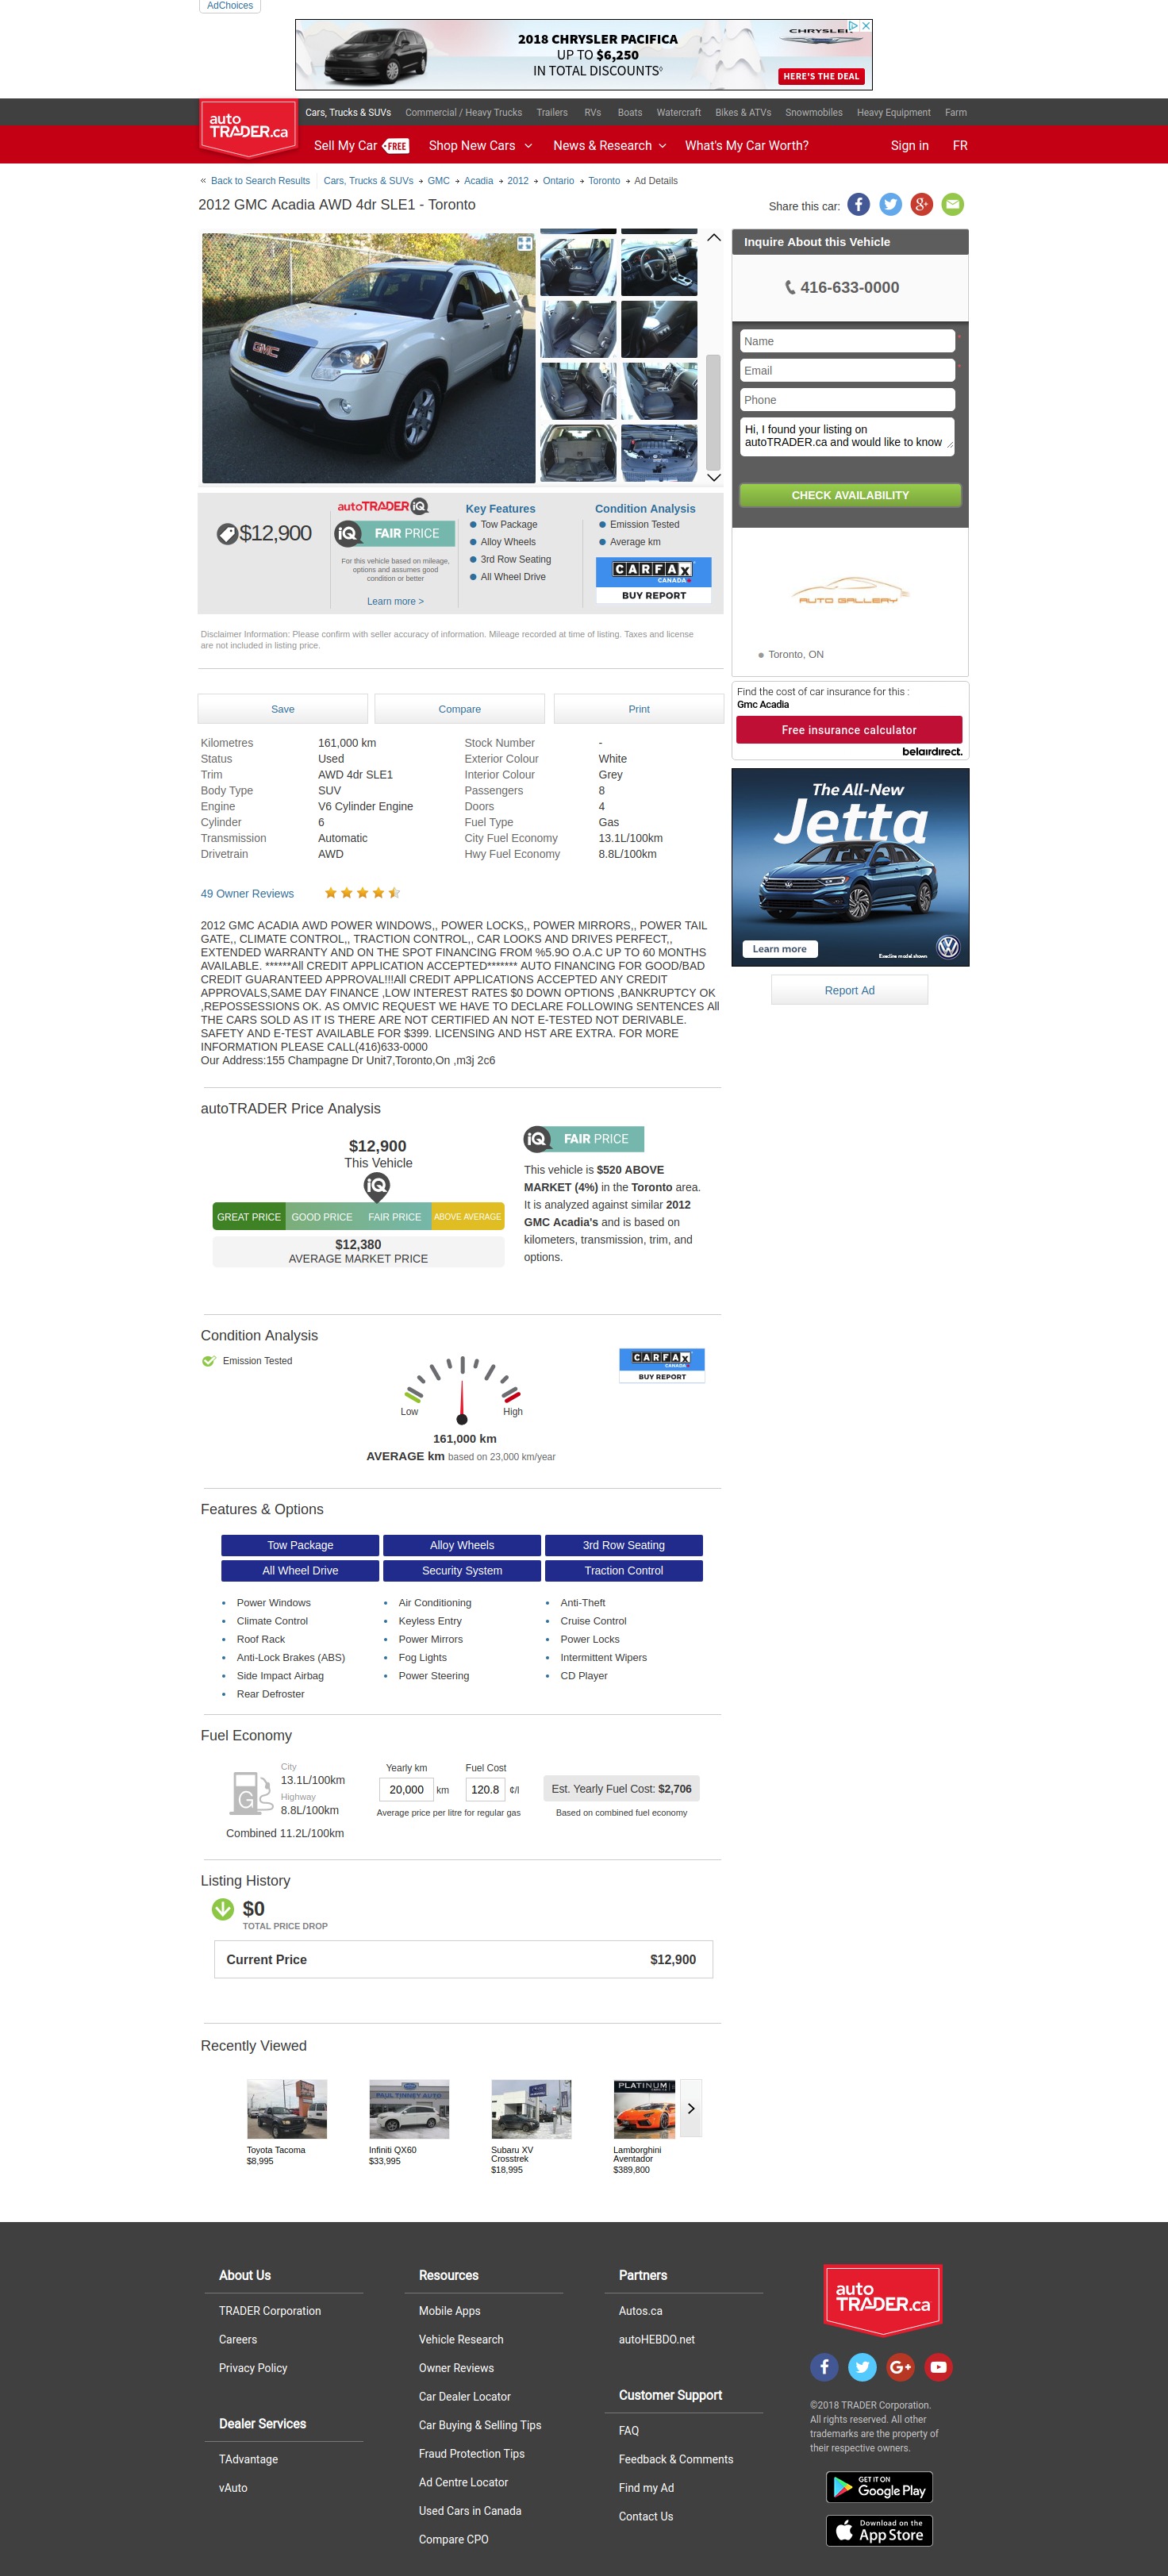 AdChoices
2018 CHRYSLER PACIFICA
UP TO $6,250
IN TOTAL DISCOUNTS◊
CHRYSLER
HERE'S THE DEAL
auto
TRADER.ca
Cars, Trucks & SUVs Commercial / Heavy Trucks Trailers RVs Boats Watercraft Bikes & ATVs Snowmobiles Heavy Equipment Farm
Sell My Car FREE Shop New Cars News & Research What's My Car Worth? Sign in FR
« Back to Search Results Cars, Trucks & SUVs → GMC → Acadia → 2012 → Ontario → Toronto → Ad Details
2012 GMC Acadia AWD 4dr SLE1 - Toronto
Share this car:
GMC
Inquire About this Vehicle
416-633-0000
Name *
Email *
Phone
Hi, I found your listing on
autoTRADER.ca and would like to know
CHECK AVAILABILITY
AUTO GALLERY
Toronto, ON
$12,900
autoTRADER iQ
iQ FAIR PRICE
For this vehicle based on mileage,
options and assumes good
condition or better
Learn more >
Key Features
Tow Package
Alloy Wheels
3rd Row Seating
All Wheel Drive
Condition Analysis
Emission Tested
Average km
CARFAX
CANADA
BUY REPORT
Disclaimer Information: Please confirm with seller accuracy of information. Mileage recorded at time of listing. Taxes and license
are not included in listing price.
Save Compare Print
Find the cost of car insurance for this :
Gmc Acadia
Free insurance calculator
belairdirect.
The All-New
Jetta
Learn more
Execline model shown
Report Ad
Kilometres 161,000 km Stock Number -
Status Used Exterior Colour White
Trim AWD 4dr SLE1 Interior Colour Grey
Body Type SUV Passengers 8
Engine V6 Cylinder Engine Doors 4
Cylinder 6 Fuel Type Gas
Transmission Automatic City Fuel Economy 13.1L/100km
Drivetrain AWD Hwy Fuel Economy 8.8L/100km
49 Owner Reviews
2012 GMC ACADIA AWD POWER WINDOWS,, POWER LOCKS,, POWER MIRRORS,, POWER TAIL
GATE,, CLIMATE CONTROL,, TRACTION CONTROL,, CAR LOOKS AND DRIVES PERFECT,,
EXTENDED WARRANTY AND ON THE SPOT FINANCING FROM %5.9O O.A.C UP TO 60 MONTHS
AVAILABLE. ******All CREDIT APPLICATION ACCEPTED******* AUTO FINANCING FOR GOOD/BAD
CREDIT GUARANTEED APPROVAL!!!All CREDIT APPLICATIONS ACCEPTED ANY CREDIT
APPROVALS,SAME DAY FINANCE ,LOW INTEREST RATES $0 DOWN OPTIONS ,BANKRUPTCY OK
,REPOSSESSIONS OK. AS OMVIC REQUEST WE HAVE TO DECLARE FOLLOWING SENTENCES All
THE CARS SOLD AS IT IS THERE ARE NOT CERTIFIED AN NOT E-TESTED NOT DERIVABLE.
SAFETY AND E-TEST AVAILABLE FOR $399. LICENSING AND HST ARE EXTRA. FOR MORE
INFORMATION PLEASE CALL(416)633-0000
Our Address:155 Champagne Dr Unit7,Toronto,On ,m3j 2c6
autoTRADER Price Analysis
$12,900
This Vehicle
iQ
GREAT PRICE GOOD PRICE FAIR PRICE ABOVE AVERAGE
$12,380
AVERAGE MARKET PRICE
iQ FAIR PRICE
This vehicle is $520 ABOVE
MARKET (4%) in the Toronto area.
It is analyzed against similar 2012
GMC Acadia's and is based on
kilometers, transmission, trim, and
options.
Condition Analysis
Emission Tested
Low High
161,000 km
AVERAGE km based on 23,000 km/year
CARFAX
CANADA
BUY REPORT
Features & Options
Tow Package Alloy Wheels 3rd Row Seating
All Wheel Drive Security System Traction Control
Power Windows Air Conditioning Anti-Theft
Climate Control Keyless Entry Cruise Control
Roof Rack Power Mirrors Power Locks
Anti-Lock Brakes (ABS) Fog Lights Intermittent Wipers
Side Impact Airbag Power Steering CD Player
Rear Defroster
Fuel Economy
G
City
13.1L/100km
Highway
8.8L/100km
Combined 11.2L/100km
Yearly km Fuel Cost
20,000 km 120.8 ¢/l
Average price per litre for regular gas
Est. Yearly Fuel Cost: $2,706
Based on combined fuel economy
Listing History
$0
TOTAL PRICE DROP
Current Price $12,900
Recently Viewed
PAUL TINNEY AUTO
PLATINUM
Toyota Tacoma
$8,995
Infiniti QX60
$33,995
Subaru XV
Crosstrek
$18,995
Lamborghini
Aventador
$389,800
About Us
TRADER Corporation
Careers
Privacy Policy
Dealer Services
TAdvantage
vAuto
Resources
Mobile Apps
Vehicle Research
Owner Reviews
Car Dealer Locator
Car Buying & Selling Tips
Fraud Protection Tips
Ad Centre Locator
Used Cars in Canada
Compare CPO
Partners
Autos.ca
autoHEBDO.net
Customer Support
FAQ
Feedback & Comments
Find my Ad
Contact Us
auto
TRADER.ca
©2018 TRADER Corporation.
All rights reserved. All other
trademarks are the property of
their respective owners.
GET IT ON
Google Play
Download on the
App Store